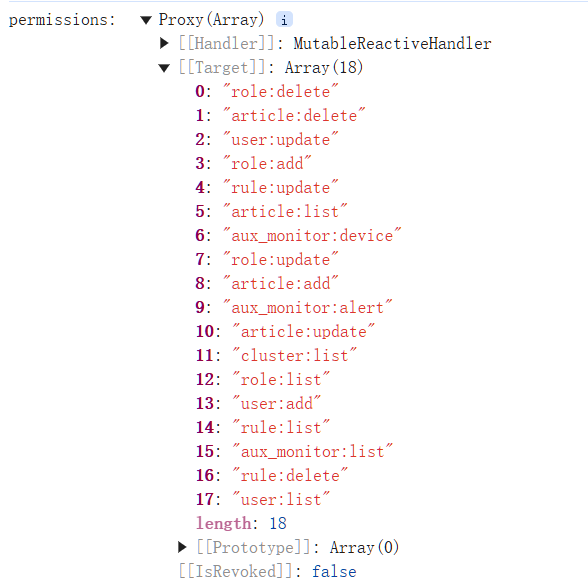 permissions: ▼ Proxy(Array) i
▶ [[Handler]]: MutableReactiveHandler
▼ [[Target]]: Array(18)
0: "role:delete"
1: "article:delete"
2: "user:update"
3: "role:add"
4: "rule:update"
5: "article:list"
6: "aux_monitor:device"
7: "role:update"
8: "article:add"
9: "aux_monitor:alert"
10: "article:update"
11: "cluster:list"
12: "role:list"
13: "user:add"
14: "rule:list"
15: "aux_monitor:list"
16: "rule:delete"
17: "user:list"
length: 18
▶ [[Prototype]]: Array(0)
[[IsRevoked]]: false